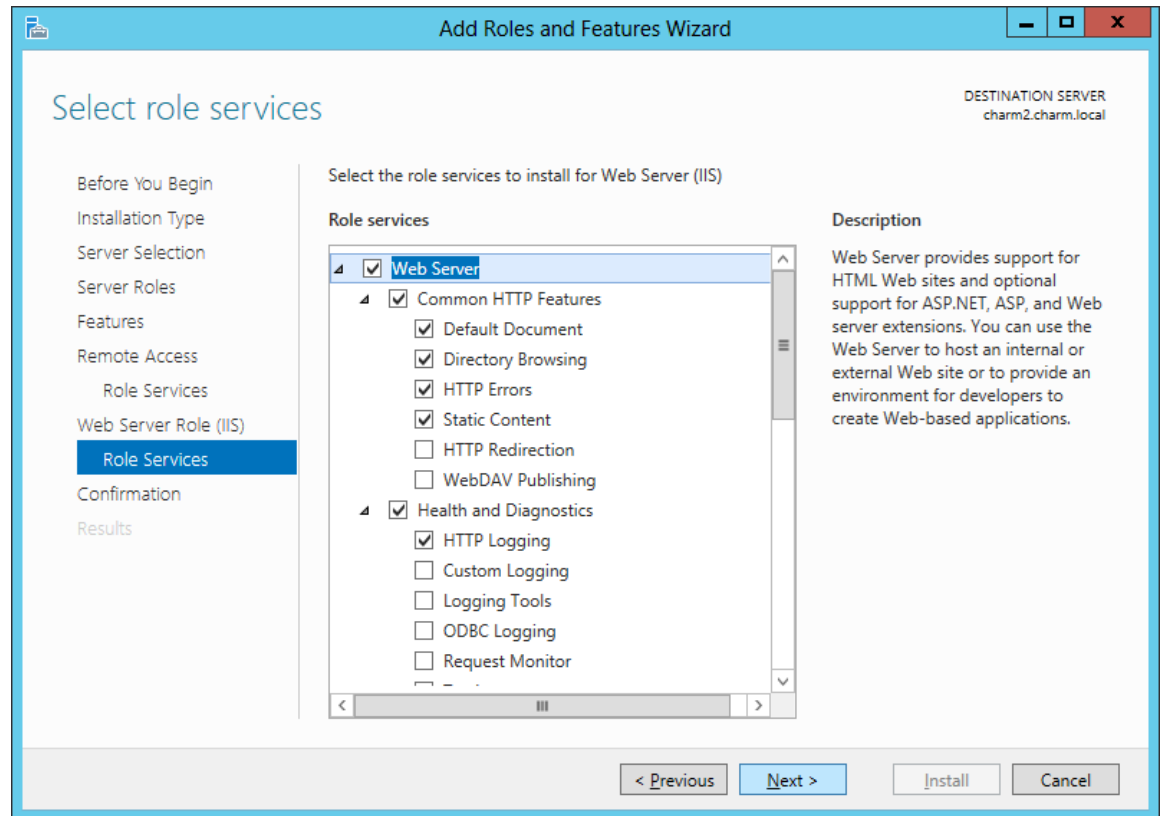 Add Roles and Features Wizard
Select role services
DESTINATION SERVER
charm2.charm.local
Before You Begin
Installation Type
Server Selection
Server Roles
Features
Remote Access
Role Services
Web Server Role (IIS)
Role Services
Confirmation
Results
Select the role services to install for Web Server (IIS)
Role services
Web Server
Common HTTP Features
Default Document
Directory Browsing
HTTP Errors
Static Content
HTTP Redirection
WebDAV Publishing
Health and Diagnostics
HTTP Logging
Custom Logging
Logging Tools
ODBC Logging
Request Monitor
Description
Web Server provides support for
HTML Web sites and optional
support for ASP.NET, ASP, and Web
server extensions. You can use the
Web Server to host an internal or
external Web site or to provide an
environment for developers to
create Web-based applications.
< Previous
Next >
Install
Cancel